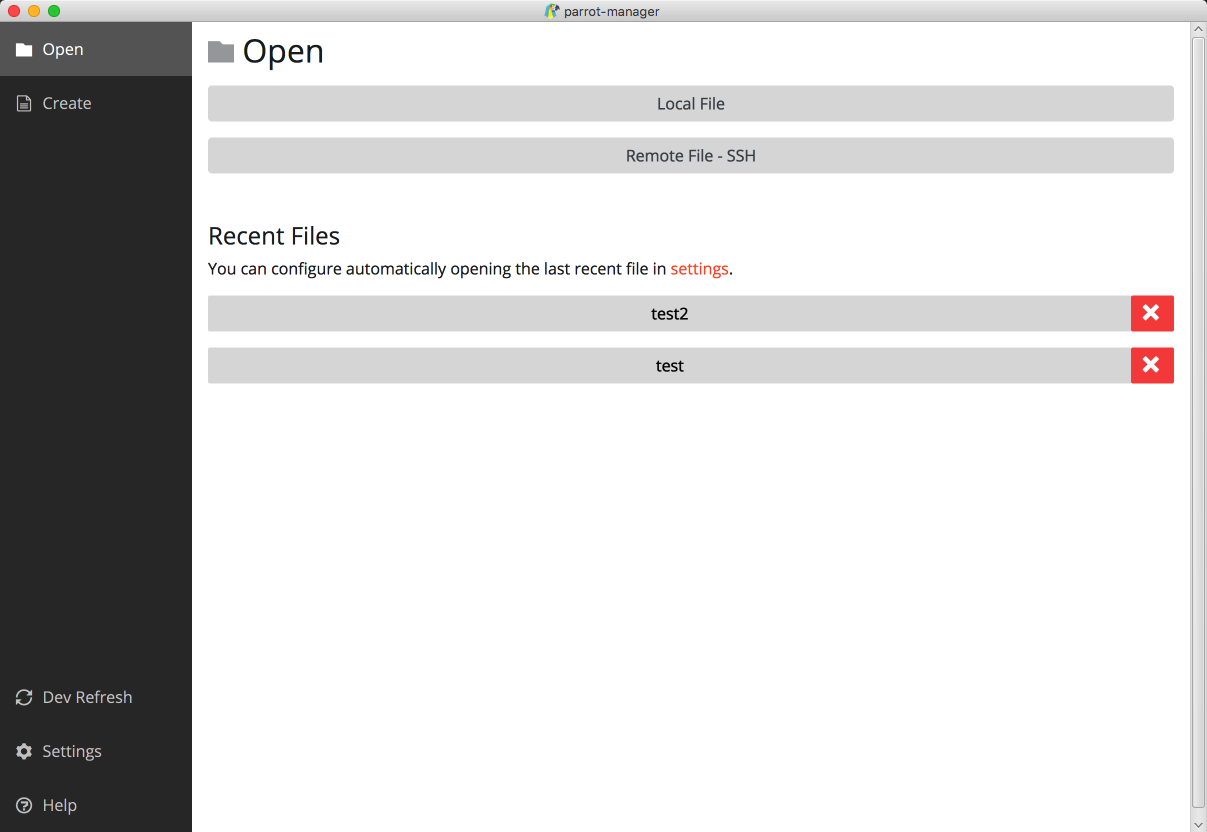 parrot-manager
Open
Create
Dev Refresh
Settings
Help
Open
Local File
Remote File - SSH
Recent Files
You can configure automatically opening the last recent file in settings.
test2
test